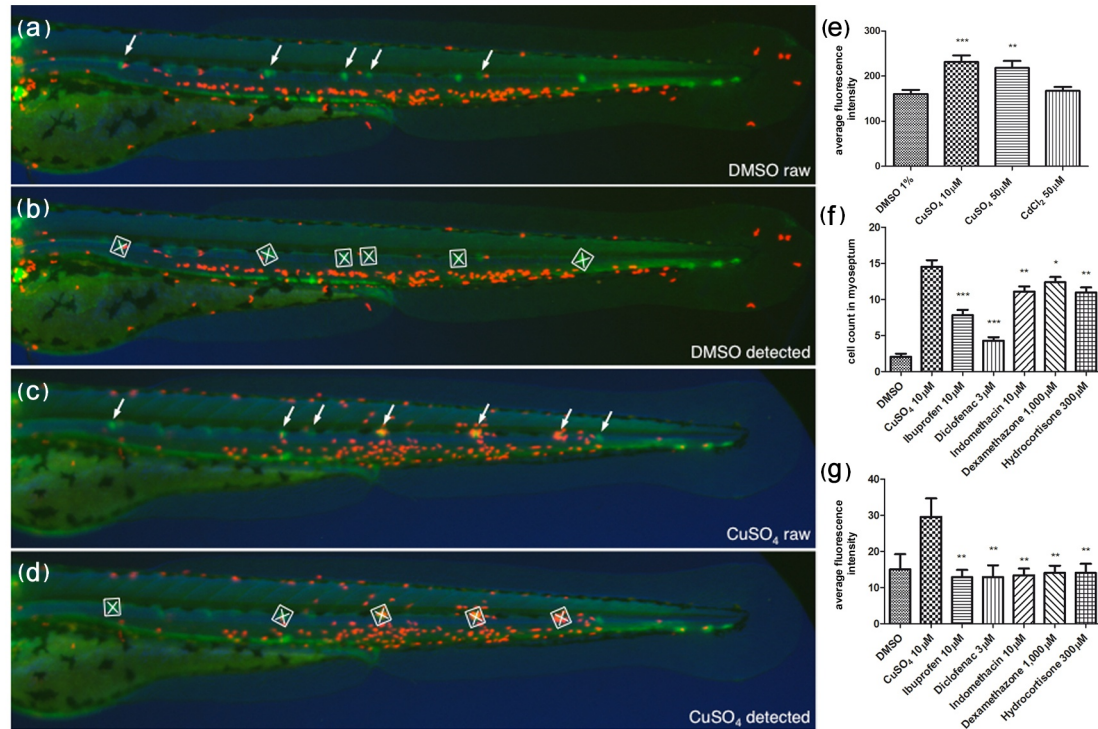 (a)
DMSO raw
(b)
DMSO detected
(c)
CuSO₄ raw
(d)
CuSO₄ detected
(e)
average fluorescence
intensity
300
200
100
0
***
**
DMSO 1%
CuSO₄ 10µM
CuSO₄ 50µM
CdCl₂ 50µM
(f)
cell count in myoseptum
20
15
10
5
0
***
***
**
*
**
DMSO
CuSO₄ 10µM
Ibuprofen 10µM
Diclofenac 3µM
Indomethacin 10µM
Dexamethazone 1,000µM
Hydrocortisone 300µM
(g)
average fluorescence
intensity
40
30
20
10
0
**
**
**
**
**
DMSO
CuSO₄ 10µM
Ibuprofen 10µM
Diclofenac 3µM
Indomethacin 10µM
Dexamethazone 1,000µM
Hydrocortisone 300µM